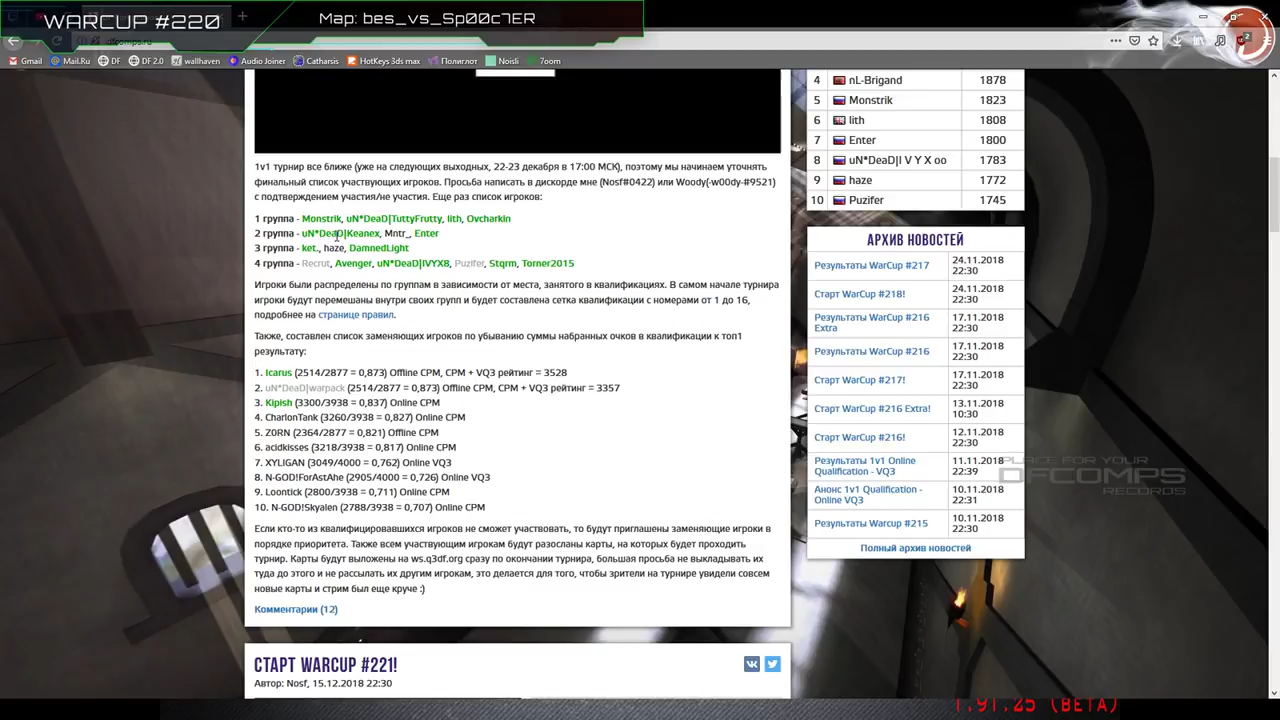 WARCUP #220
Map: bes_vs_Sp00c7ER
dfcomps.ru
2
Gmail
Mail.Ru
DF
DF 2.0
wallhaven
Audio Joiner
Catharsis
HotKeys 3ds max
Полиглот
Noisli
7oom
1v1 турнир все ближе (уже на следующих выходных, 22-23 декабря в 17:00 МСК), поэтому мы начинаем уточнять
финальный список участвующих игроков. Просьба написать в дискорде мне (Nosf#0422) или Woody(-w00dy-#9521)
с подтверждением участия/не участия. Еще раз список игроков:
1 группа - Monstrik, uN*DeaD|TuttyFrutty, lith, Ovcharkin
2 группа - uN*DeaD|Keanex, Mntr_, Enter
3 группа - ket., haze, DamnedLight
4 группа - Recrut, Avenger, uN*DeaD|IVYX8, Puzifer, Stqrm, Torner2015
Игроки были распределены по группам в зависимости от места, занятого в квалификациях. В самом начале турнира
игроки будут перемешаны внутри своих групп и будет составлена сетка квалификации с номерами от 1 до 16,
подробнее на странице правил.
Также, составлен список заменяющих игроков по убыванию суммы набранных очков в квалификации к топ1
результату:
1. Icarus (2514/2877 = 0,873) Offline CPM, CPM + VQ3 рейтинг = 3528
2. uN*DeaD|warpack (2514/2877 = 0,873) Offline CPM, CPM + VQ3 рейтинг = 3357
3. Kipish (3300/3938 = 0,837) Online CPM
4. CharlonTank (3260/3938 = 0,827) Online CPM
5. Z0RN (2364/2877 = 0,821) Offline CPM
6. acidkisses (3218/3938 = 0,817) Online CPM
7. XYLIGAN (3049/4000 = 0,762) Online VQ3
8. N-GOD!ForAstAhe (2905/4000 = 0,726) Online VQ3
9. Loontick (2800/3938 = 0,711) Online CPM
10. N-GOD!Skyalen (2788/3938 = 0,707) Online CPM
Если кто-то из квалифицировавшихся игроков не сможет участвовать, то будут приглашены заменяющие игроки в
порядке приоритета. Также всем участвующим игрокам будут разосланы карты, на которых будет проходить
турнир. Карты будут выложены на ws.q3df.org сразу по окончании турнира, большая просьба не выкладывать их
туда до этого и не рассылать их другим игрокам, это делается для того, чтобы зрители на турнире увидели совсем
новые карты и стрим был еще круче :)
Комментарии (12)
СТАРТ WARCUP #221!
Автор: Nosf, 15.12.2018 22:30
4 nL-Brigand 1878
5 Monstrik 1823
6 lith 1808
7 Enter 1800
8 uN*DeaD|I V Y X oo 1783
9 haze 1772
10 Puzifer 1745
АРХИВ НОВОСТЕЙ
Результаты WarCup #217 24.11.2018
22:30
Старт WarCup #218! 24.11.2018
22:30
Результаты WarCup #216 17.11.2018
Extra 22:30
Результаты WarCup #216 17.11.2018
22:30
Старт WarCup #217! 17.11.2018
22:30
Старт WarCup #216 Extra! 13.11.2018
10:30
Старт WarCup #216! 12.11.2018
22:30
Результаты 1v1 Online 11.11.2018
Qualification - VQ3 22:39
Анонс 1v1 Qualification - 10.11.2018
Online VQ3 22:31
Результаты Warcup #215 10.11.2018
22:30
Полный архив новостей
PLACE FOR YOUR
DFCOMPS
RECORDS
1.91.25 (BETA)